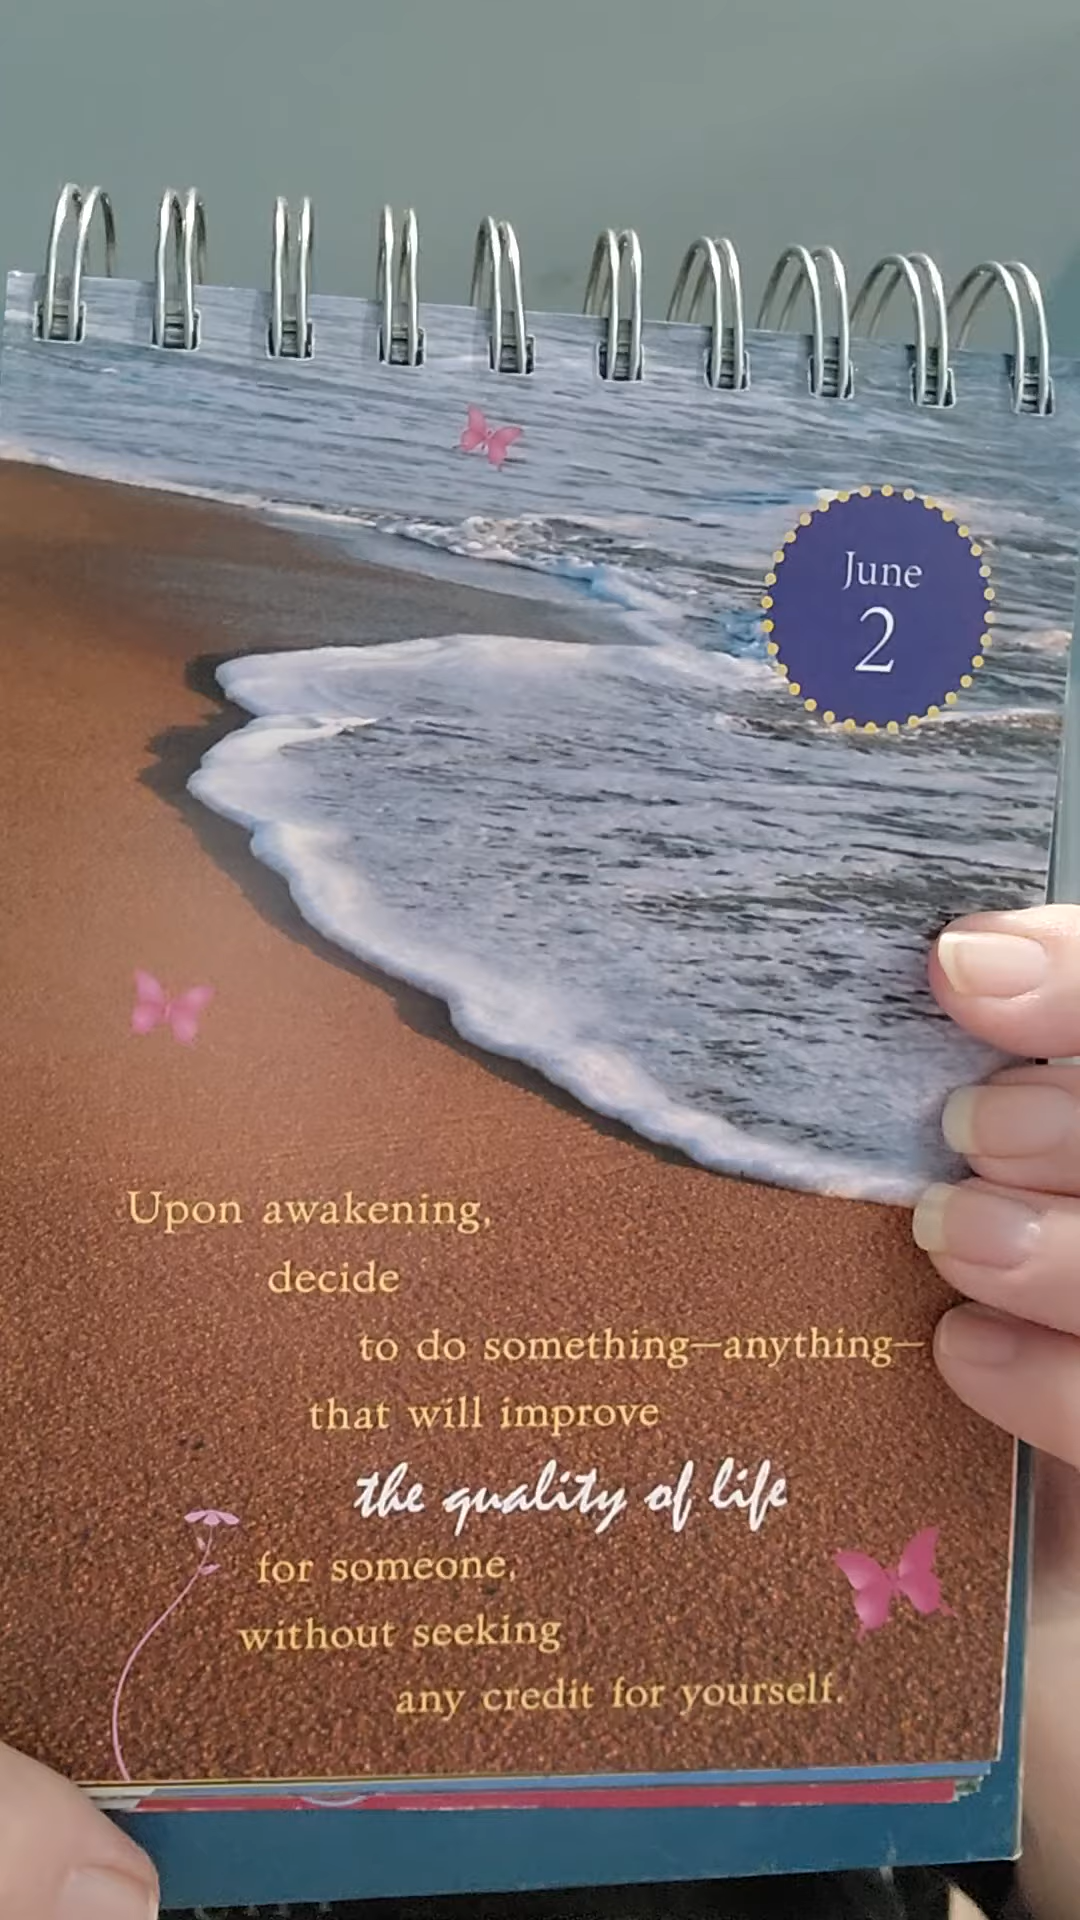 June
2
Upon awakening,
decide
to do something—anything—
that will improve
the quality of life
for someone,
without seeking
any credit for yourself.